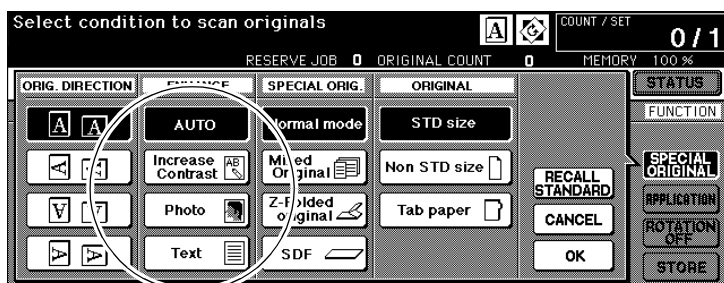 Select condition to scan originals
COUNT / SET
0 / 1
RESERVE JOB 0 ORIGINAL COUNT 0 MEMORY 100 %
ORIG. DIRECTION ENHANCE SPECIAL ORIG. ORIGINAL
STATUS
FUNCTION
AUTO Normal mode STD size
Increase
Contrast
Mixed
Original
Non STD size
Photo
Z-Folded
original
Tab paper
Text SDF
RECALL
STANDARD
CANCEL
OK
SPECIAL
ORIGINAL
APPLICATION
ROTATION
OFF
STORE